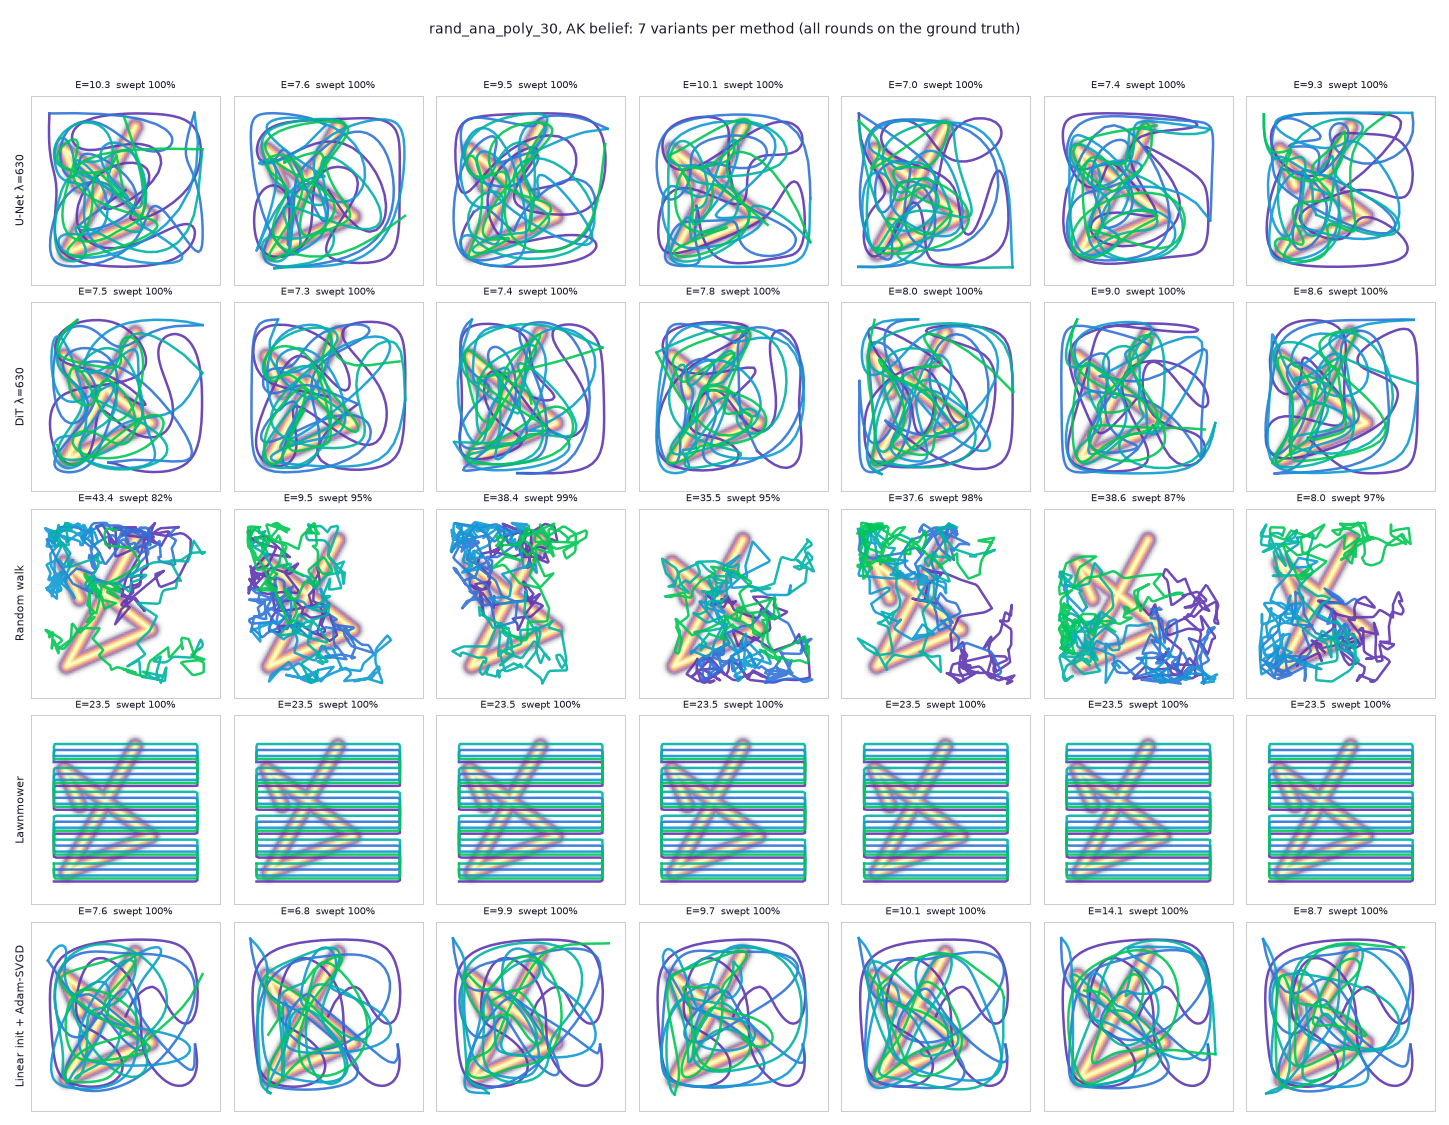 rand_ana_poly_30, AK belief: 7 variants per method (all rounds on the ground truth)
E=10.3 swept 100% E=7.6 swept 100% E=9.5 swept 100% E=10.1 swept 100% E=7.0 swept 100% E=7.4 swept 100% E=9.3 swept 100%
U-Net λ=630
E=7.5 swept 100% E=7.3 swept 100% E=7.4 swept 100% E=7.8 swept 100% E=8.0 swept 100% E=9.0 swept 100% E=8.6 swept 100%
DiT λ=630
E=43.4 swept 82% E=9.5 swept 95% E=38.4 swept 99% E=35.5 swept 95% E=37.6 swept 98% E=38.6 swept 87% E=8.0 swept 97%
Random walk
E=23.5 swept 100% E=23.5 swept 100% E=23.5 swept 100% E=23.5 swept 100% E=23.5 swept 100% E=23.5 swept 100% E=23.5 swept 100%
Lawnmower
E=7.6 swept 100% E=6.8 swept 100% E=9.9 swept 100% E=9.7 swept 100% E=10.1 swept 100% E=14.1 swept 100% E=8.7 swept 100%
Linear init + Adam-SVGD